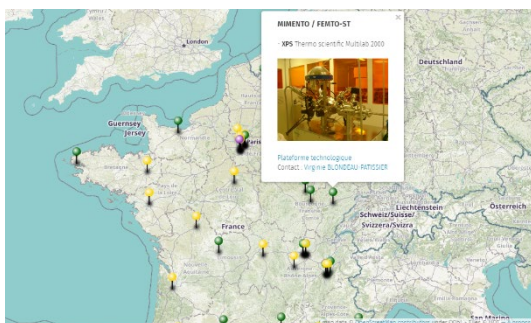 MIMENTO / FEMTO-ST
- XPS Thermo scientific Multilab 2000
Plateforme technologique
Contact : Virginie BLONDEAU-PATISSIER
London
Deutschland
Guernsey
Jersey
Paris
Bretagne
Liechtenstein
Österreich
Schweiz/Suisse/
Svizzera/Svizra
France
San Marino